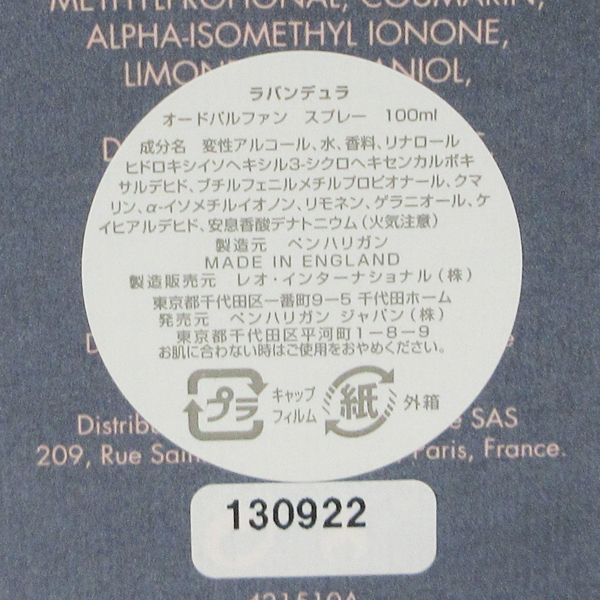 METHYLPROPIONAL, COUMARIN,
ALPHA-ISOMETHYL IONONE,
ラバンデュラ
オードパルファン スプレー 100ml
成分名 変性アルコール、水、香料、リナロール
ヒドロキシイソヘキシル3-シクロヘキセンカルボキ
サルデヒド、ブチルフェニルメチルプロピオナール、クマ
リン、α-イソメチルイオノン、リモネン、ゲラニオール、ケ
イヒアルデヒド、安息香酸デナトニウム(火気注意)
製造元 ペンハリガン
MADE IN ENGLAND
製造販売元 レオ・インターナショナル(株)
東京都千代田区一番町9-5 千代田ホーム
発売元 ペンハリガン ジャパン(株)
東京都千代田区平河町1-8-9
お肌に合わない時はご使用をおやめください。
プラ
キャップ
フィルム
紙
外箱
Distrib SAS
209, Rue Paris, France.
130922
421510A